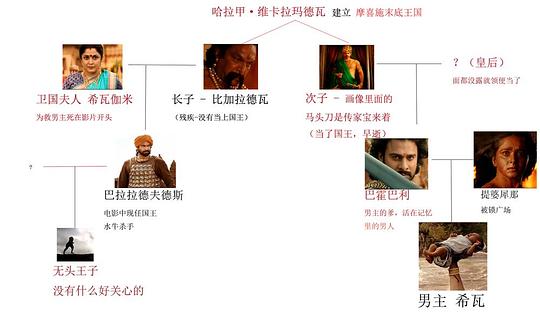 哈拉甲·维卡拉玛德瓦 建立 摩喜施末底王国
?（皇后）
面都没露就领便当了
卫国夫人 希瓦伽米
为救男主死在影片开头
长子 – 比加拉德瓦
（残疾-没有当上国王）
次子 – 画像里面的
马头刀是传家宝来着
（当了国王，早逝）
?
巴拉拉德夫德斯
电影中现任国王
水牛杀手
巴霍巴利
男主的爹，活在记忆
里的男人
提婆犀那
被锁广场
无头王子
没有什么好关心的
男主 希瓦